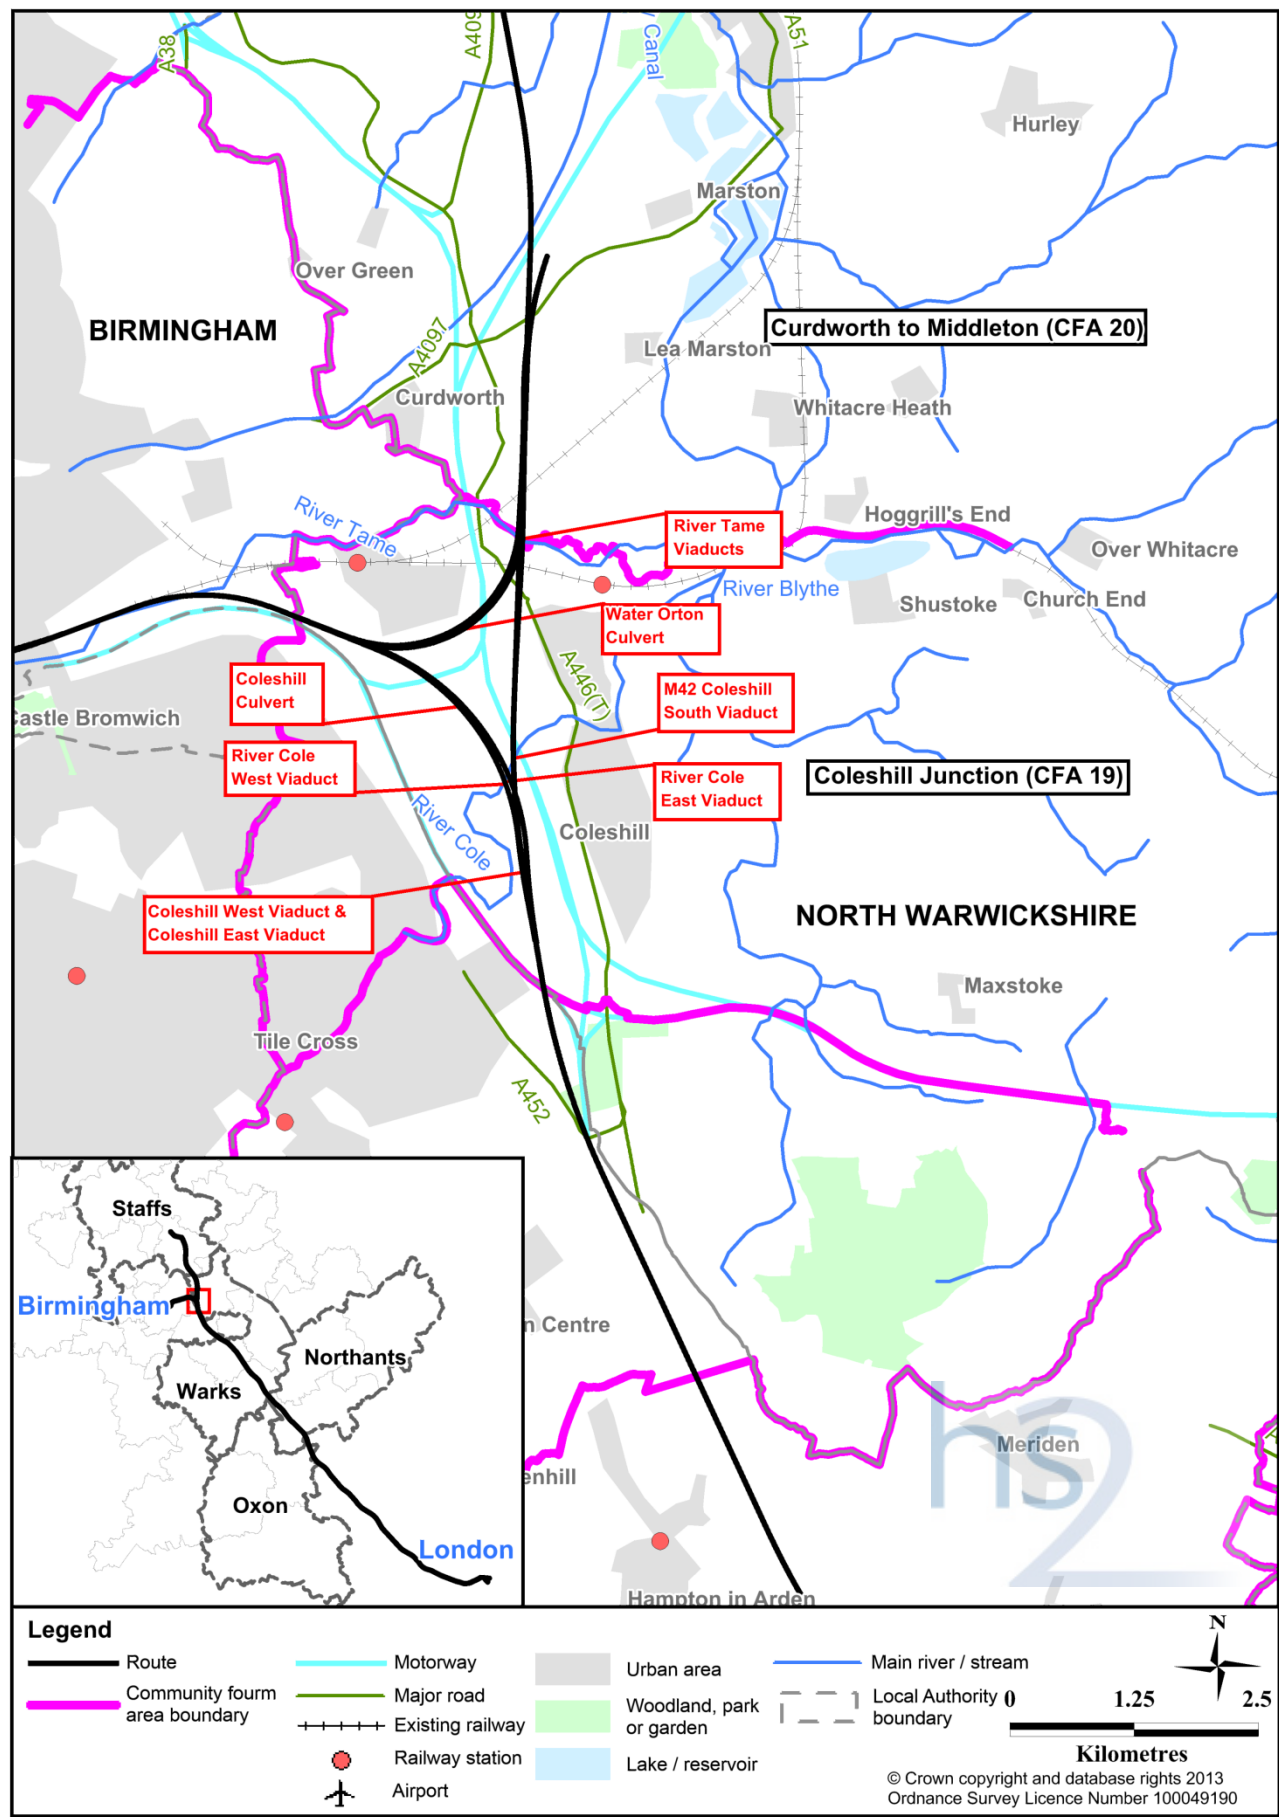 A38
A409
Canal
A51
Hurley
Marston
Over Green
BIRMINGHAM
Curdworth to Middleton (CFA 20)
A4097
Lea Marston
Curdworth
Whitacre Heath
River Tame
River Tame
Viaducts
Hoggrill's End
Over Whitacre
River Blythe
Shustoke
Church End
Water Orton
Culvert
Coleshill
Culvert
A446(T)
M42 Coleshill
South Viaduct
Castle Bromwich
River Cole
West Viaduct
River Cole
East Viaduct
Coleshill Junction (CFA 19)
River Cole
Coleshill
Coleshill West Viaduct &
Coleshill East Viaduct
NORTH WARWICKSHIRE
Maxstoke
Tile Cross
A452
Staffs
Birmingham
n Centre
Northants
Warks
Meriden
enhill
Oxon
London
hs2
Hampton in Arden
Legend
Route
Community fourm
area boundary
Motorway
Major road
Existing railway
Railway station
Airport
Urban area
Woodland, park
or garden
Lake / reservoir
Main river / stream
Local Authority
boundary
N
0 1.25 2.5
Kilometres
© Crown copyright and database rights 2013
Ordnance Survey Licence Number 100049190